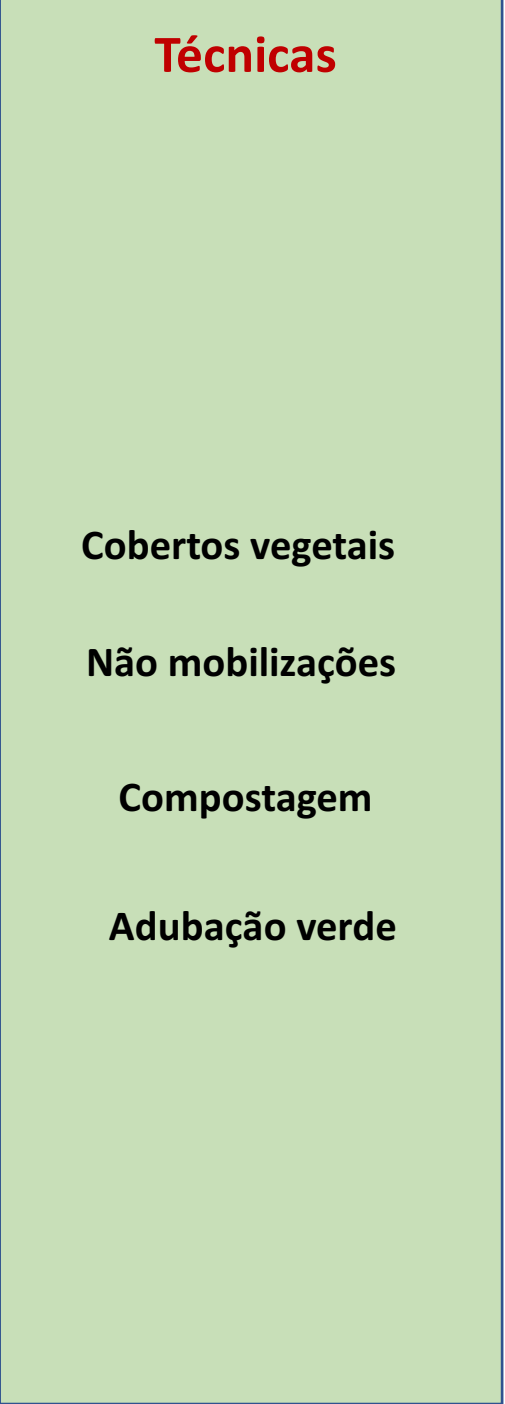 Técnicas
Cobertos vegetais
Não mobilizações
Compostagem
Adubação verde